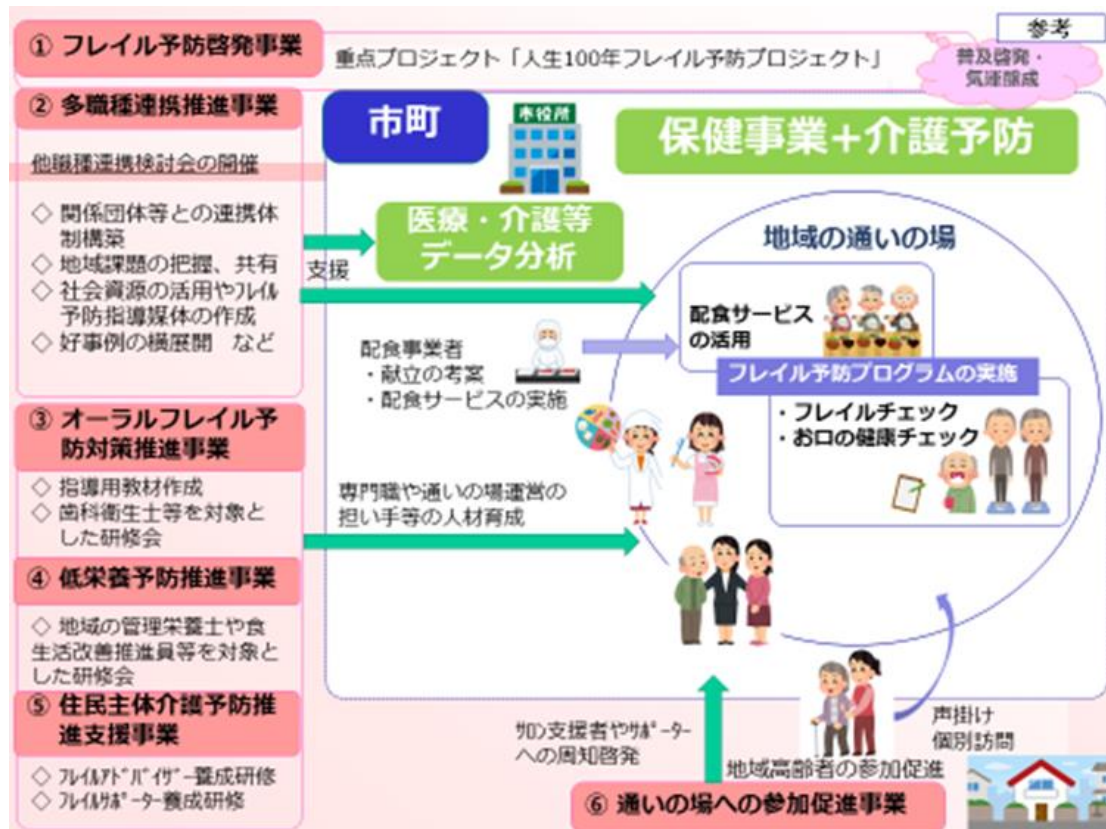 参考
① フレイル予防啓発事業
重点プロジェクト「人生100年フレイル予防プロジェクト」
普及啓発・
気運醸成
② 多職種連携推進事業
他職種連携検討会の開催
◇ 関係団体等との連携体
制構築
◇ 地域課題の把握、共有
◇ 社会資源の活用やﾌﾚｲﾙ
予防指導媒体の作成
◇ 好事例の横展開　など
市町
市役所
保健事業+介護予防
医療・介護等
データ分析
支援
地域の通いの場
配食サービス
の活用
配食事業者
・献立の考案
・配食サービスの実施
フレイル予防プログラムの実施
・フレイルチェック
・お口の健康チェック
③ オーラルフレイル予
防対策推進事業
◇ 指導用教材作成
◇ 歯科衛生士等を対象と
した研修会
専門職や通いの場運営の
担い手等の人材育成
④ 低栄養予防推進事業
◇ 地域の管理栄養士や食
生活改善推進員等を対象と
した研修会
⑤ 住民主体介護予防推
進支援事業
◇ ﾌﾚｲﾙｱﾄﾞﾊﾞｲｻﾞｰ養成研修
◇ ﾌﾚｲﾙｻﾎﾟｰﾀｰ養成研修
ｻﾛﾝ支援者やｻﾎﾟｰﾀｰ
への周知啓発
声掛け
個別訪問
地域高齢者の参加促進
⑥ 通いの場への参加促進事業